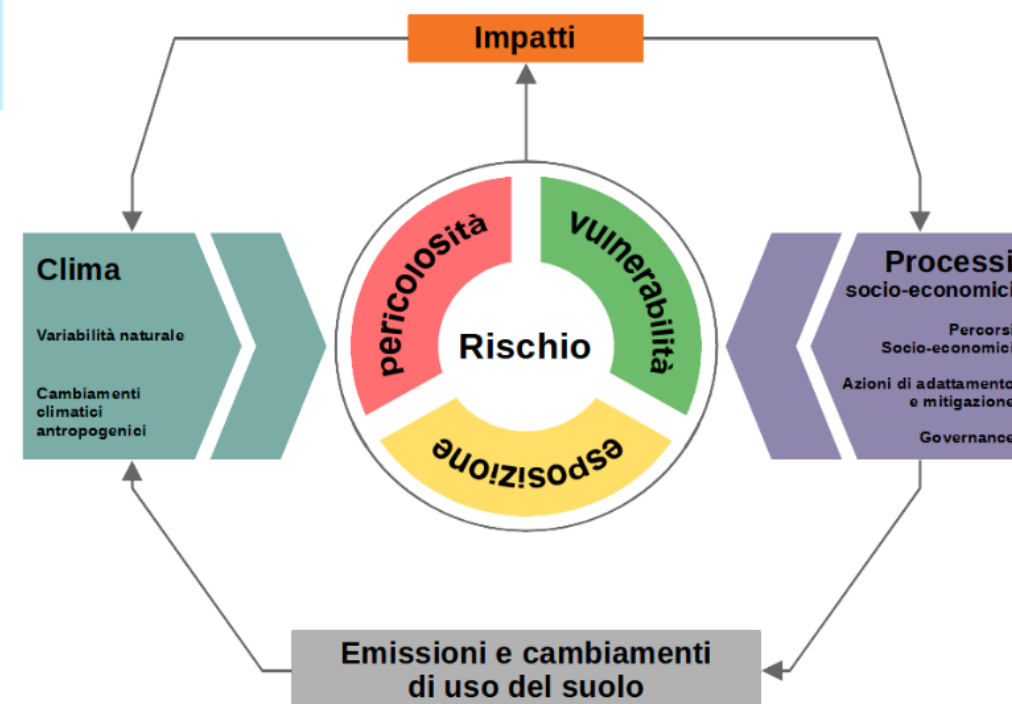 Impatti
pericolosità
vulnerabilità
esposizione
Rischio
Clima
Variabilità naturale
Cambiamenti
climatici
antropogenici
Processi
socio-economici
Percorsi
Socio-economici
Azioni di adattamento
e mitigazione
Governance
Emissioni e cambiamenti
di uso del suolo